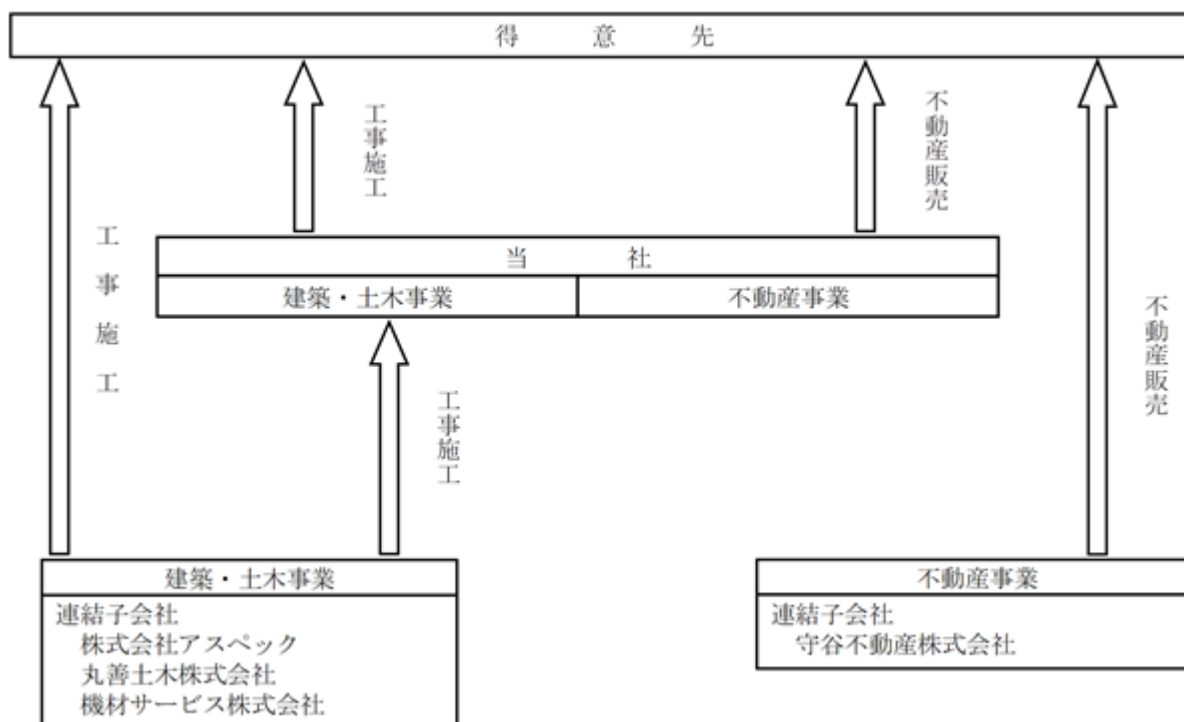 得意先
工事施工
不動産販売
工事施工
当社
建築・土木事業
不動産事業
不動産販売
工事施工
建築・土木事業
連結子会社
株式会社アスペック
丸善土木株式会社
機材サービス株式会社
不動産事業
連結子会社
守谷不動産株式会社